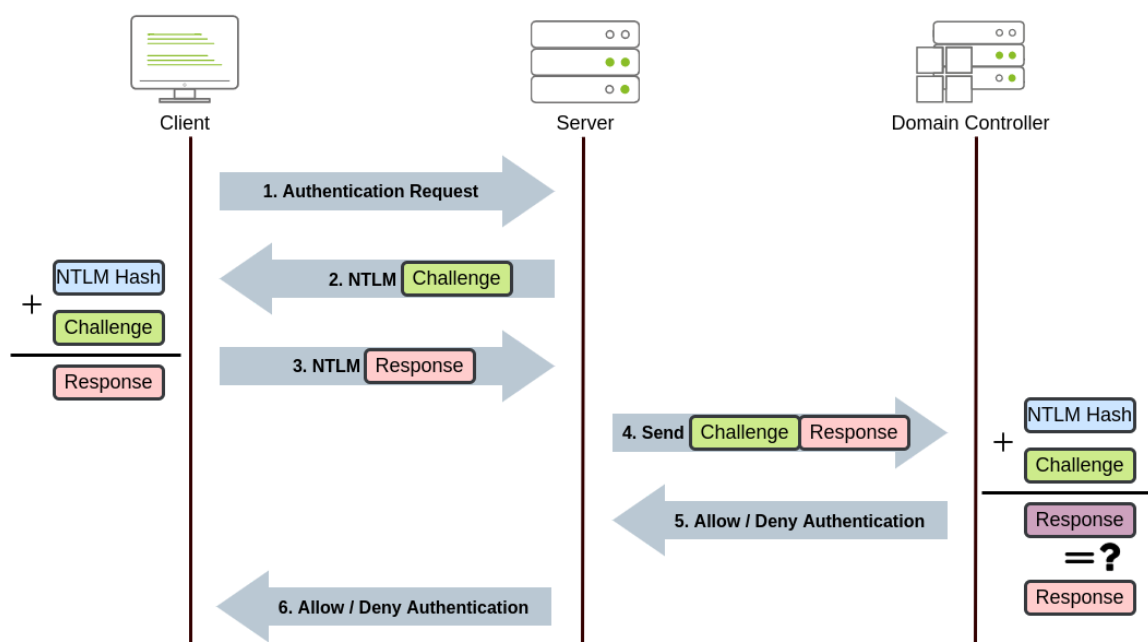 Client
Server
Domain Controller
1. Authentication Request
2. NTLM Challenge
NTLM Hash
+
Challenge
Response
3. NTLM Response
4. Send Challenge Response
NTLM Hash
+
Challenge
5. Allow / Deny Authentication
Response
=?
Response
6. Allow / Deny Authentication